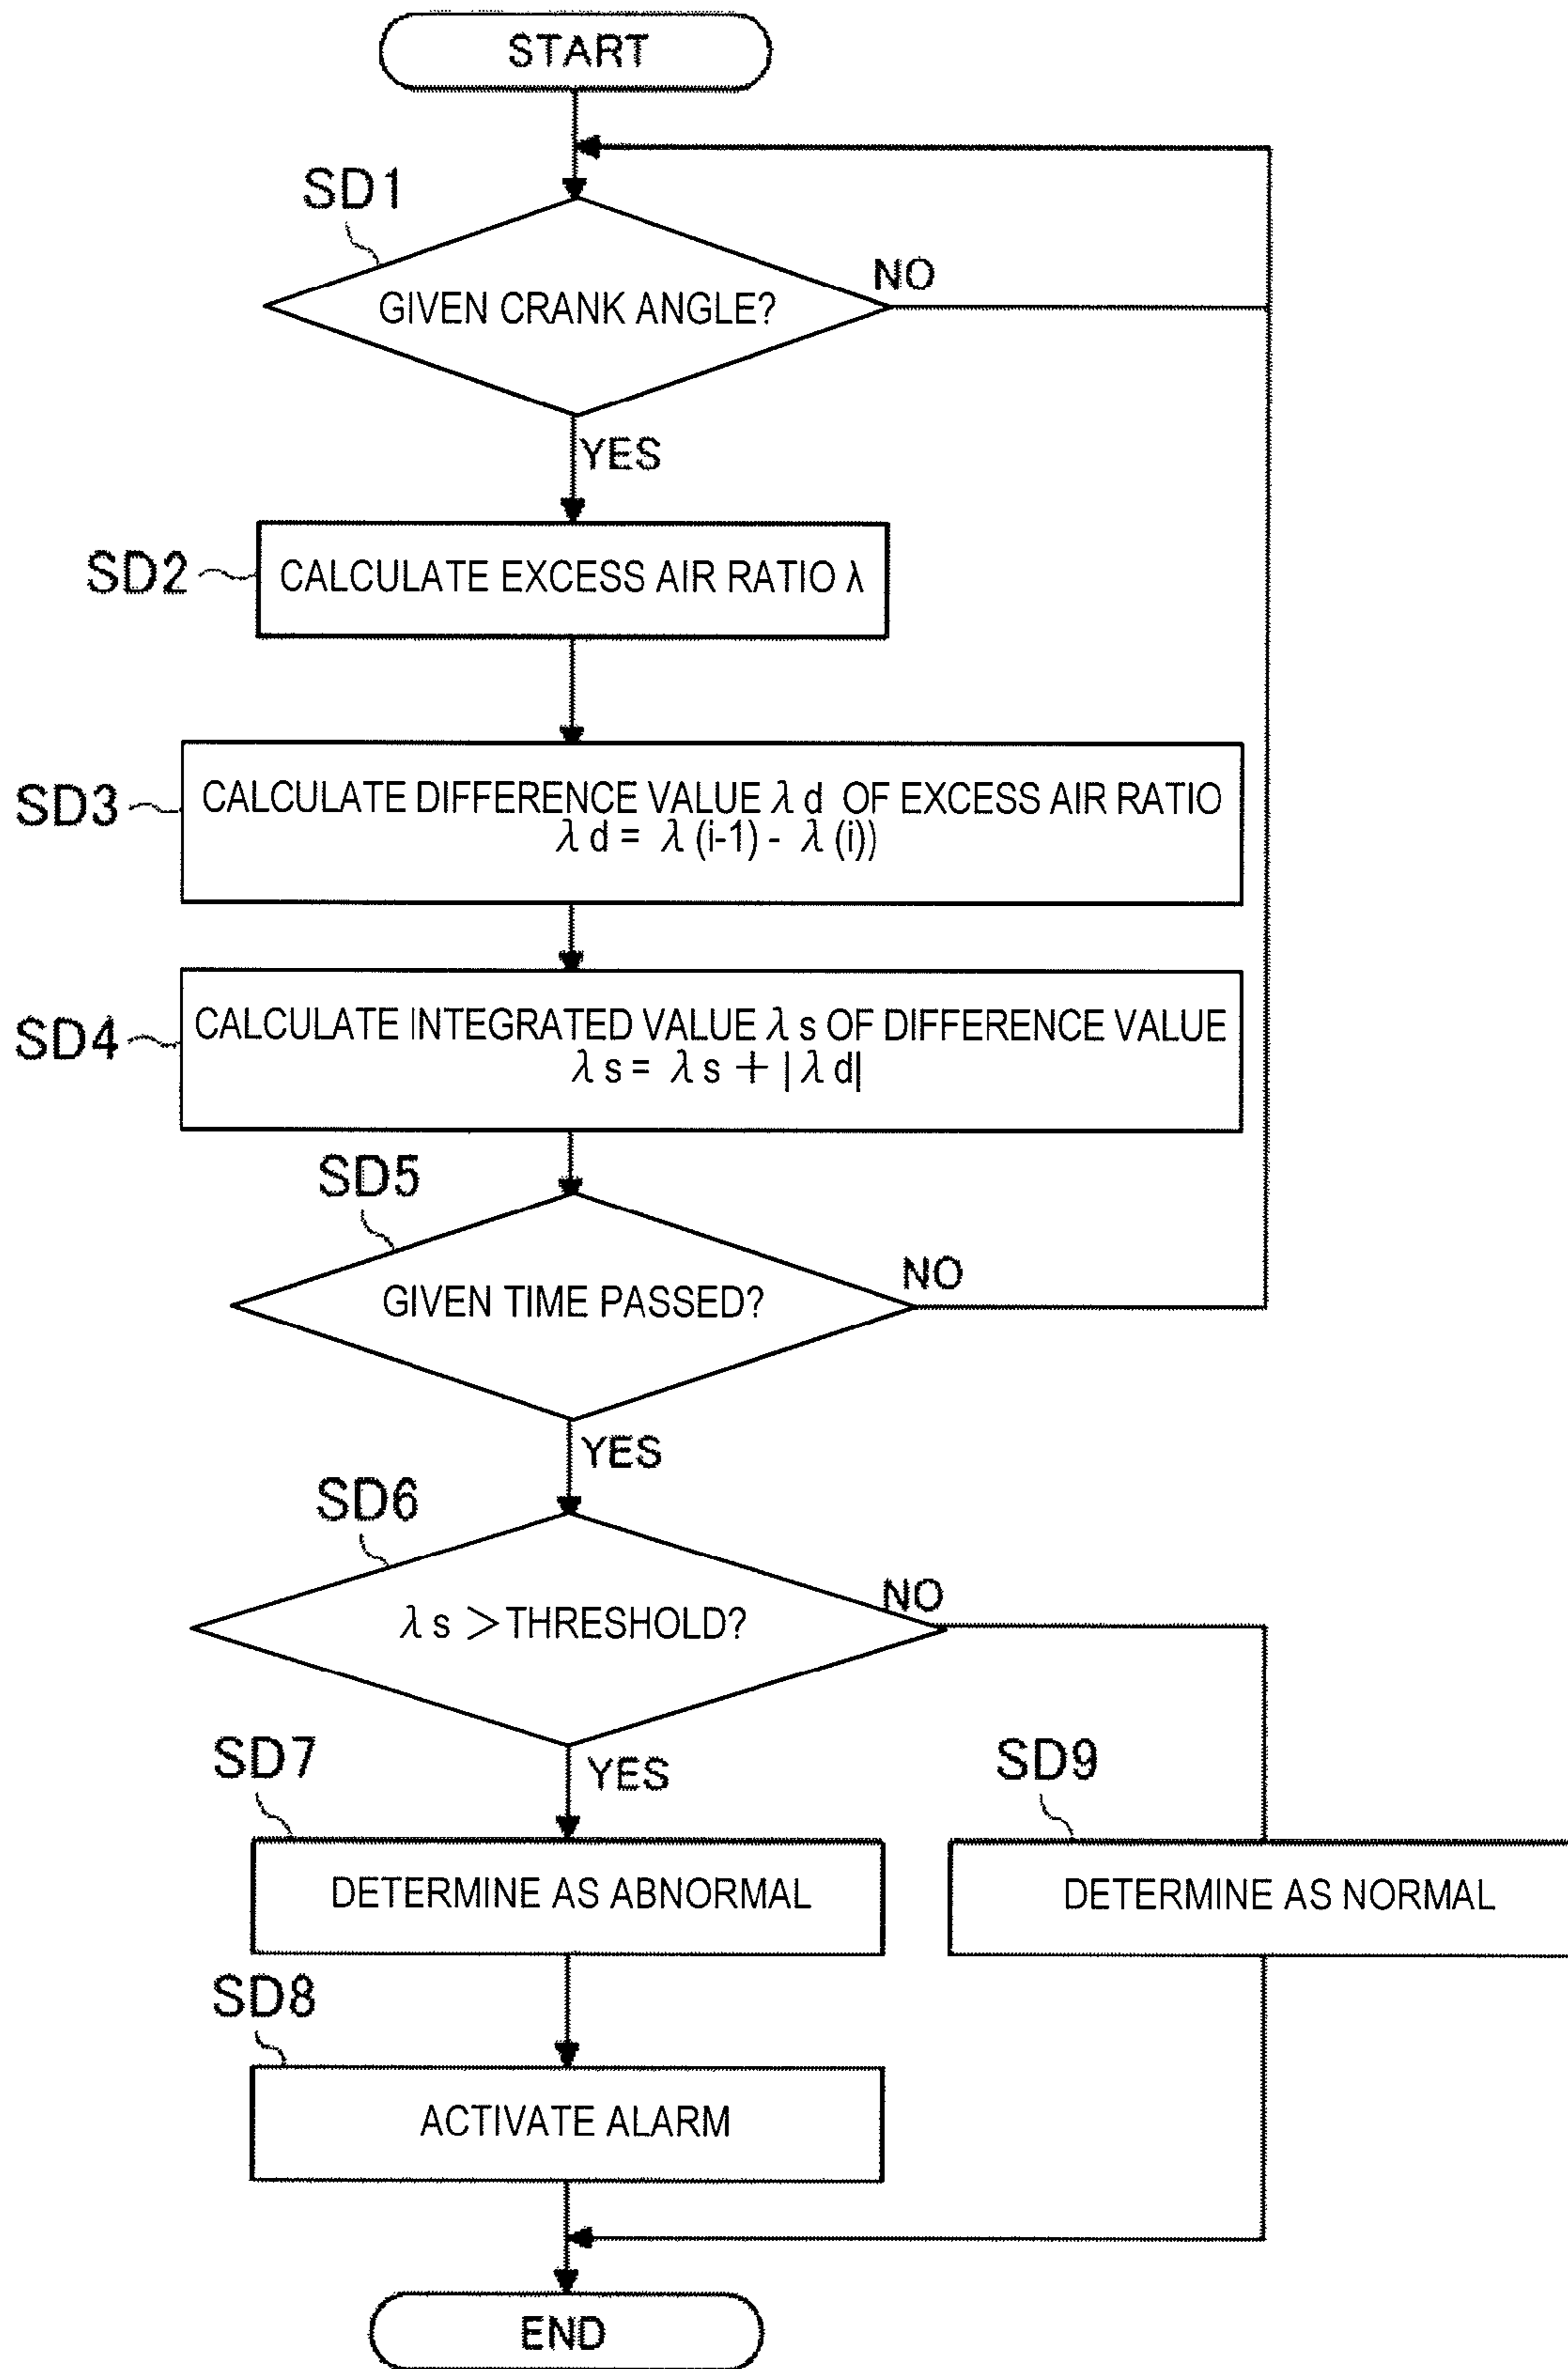 START
SD1
GIVEN CRANK ANGLE?
NO
YES
SD2
CALCULATE EXCESS AIR RATIO λ
SD3
CALCULATE DIFFERENCE VALUE λ d OF EXCESS AIR RATIO
λ d = λ (i-1) - λ (i))
SD4
CALCULATE INTEGRATED VALUE λ s OF DIFFERENCE VALUE
λ s = λ s + | λ d|
SD5
GIVEN TIME PASSED?
NO
YES
SD6
λ s > THRESHOLD?
NO
YES
SD7
DETERMINE AS ABNORMAL
SD9
DETERMINE AS NORMAL
SD8
ACTIVATE ALARM
END